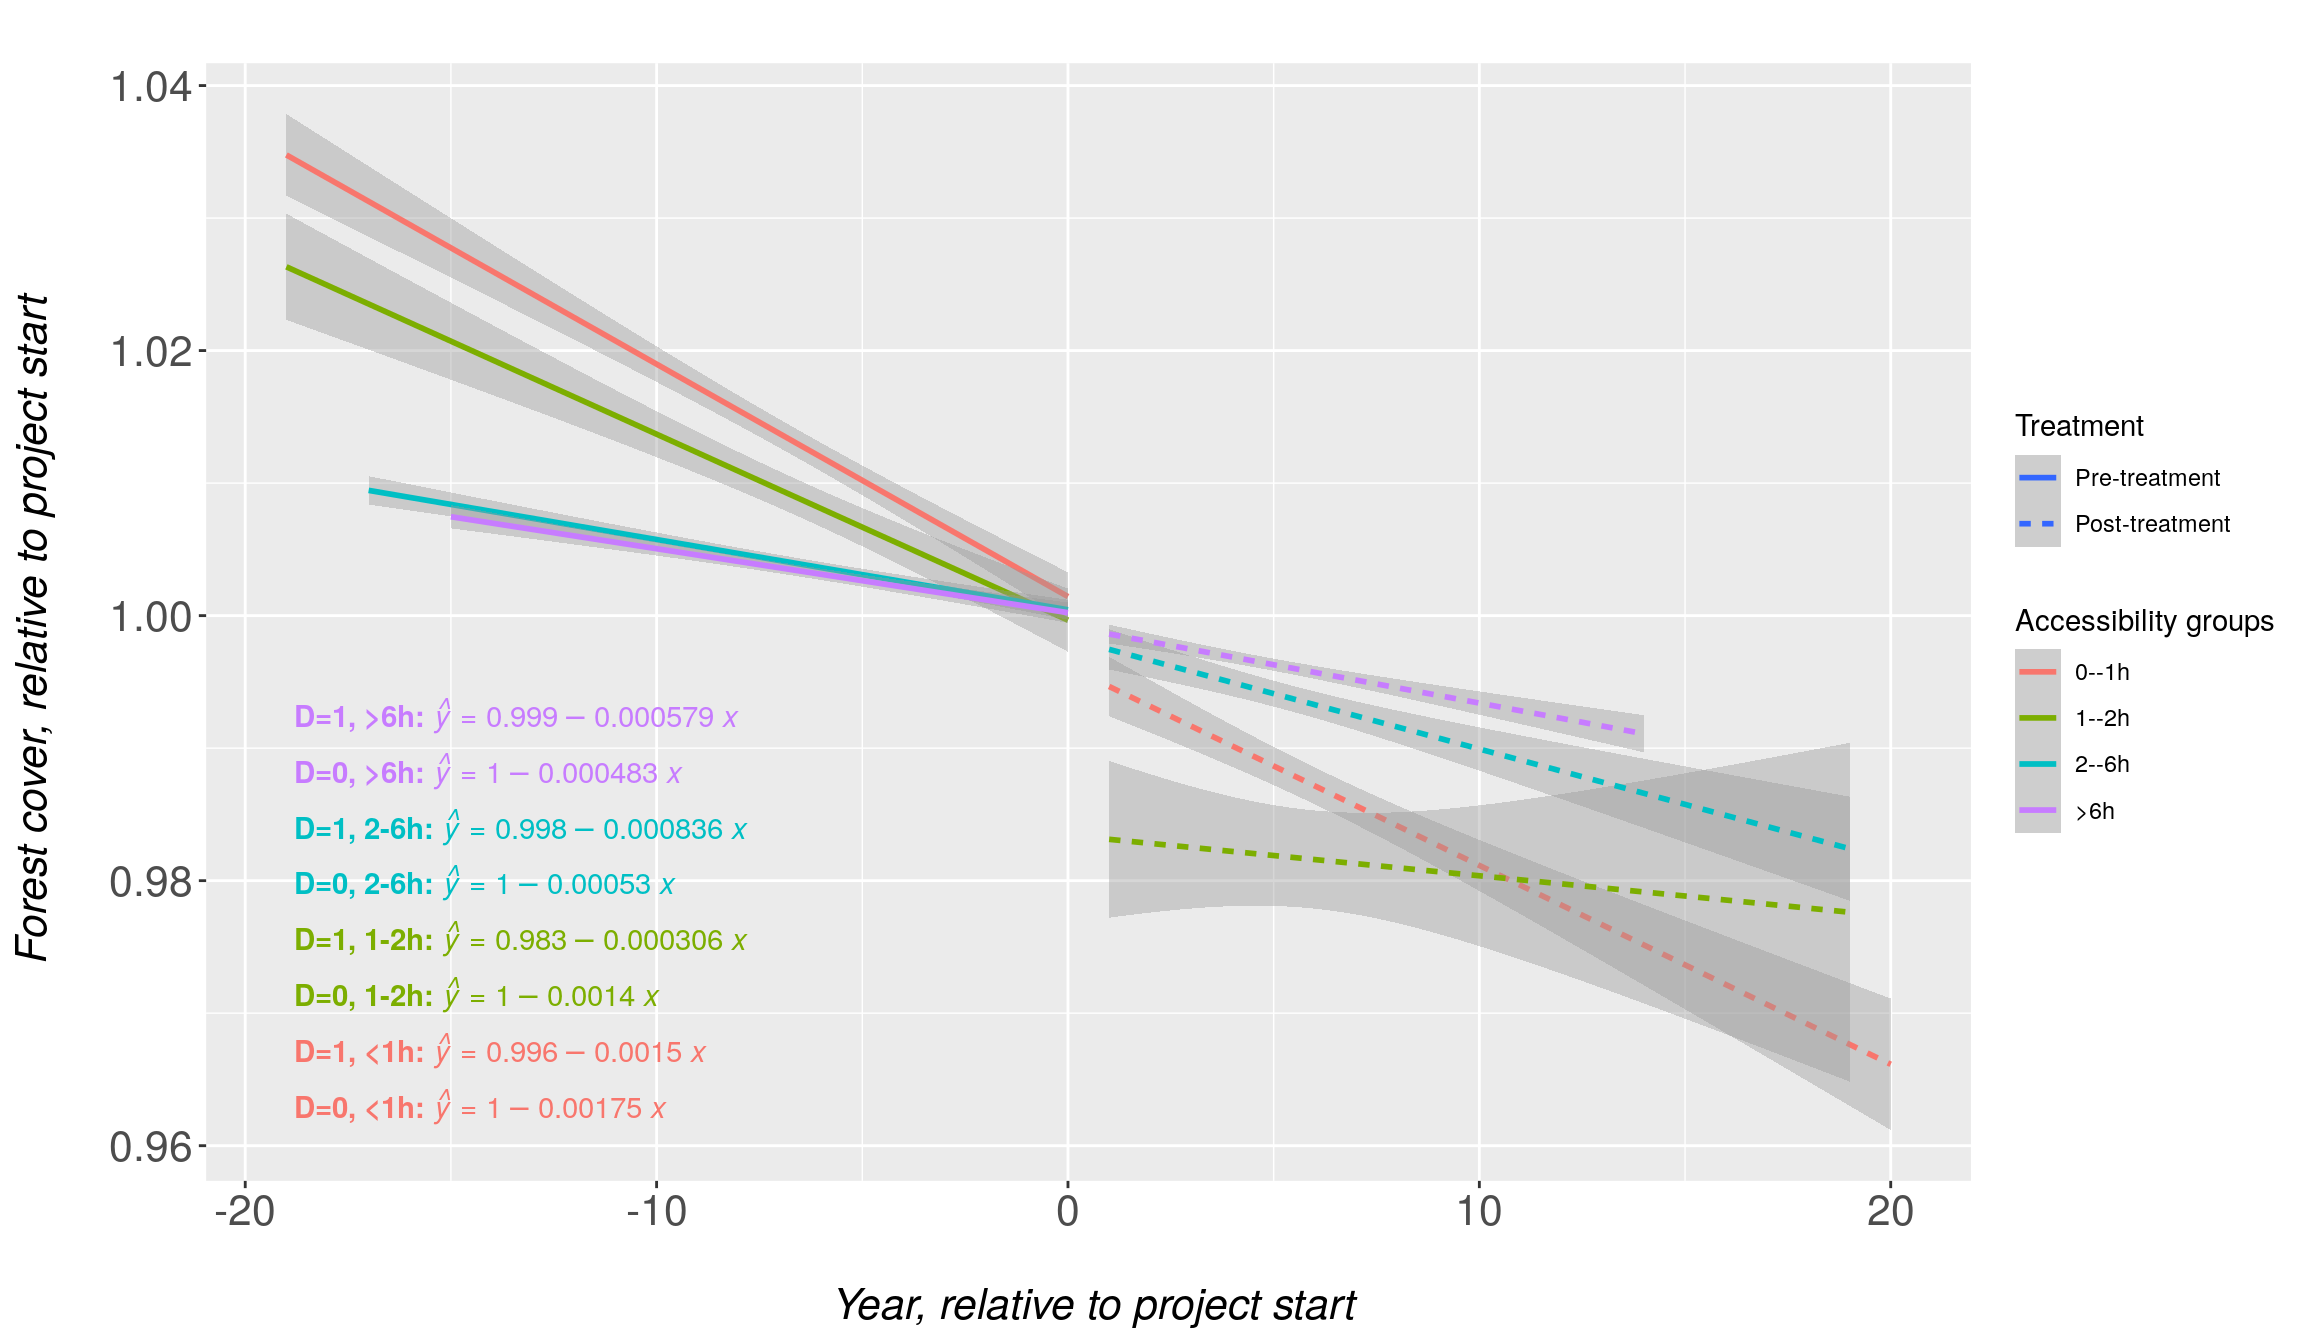 1.04
1.02
1.00
0.98
0.96
Forest cover, relative to project start
D=1, >6h: ŷ = 0.999 − 0.000579 x
D=0, >6h: ŷ = 1 − 0.000483 x
D=1, 2-6h: ŷ = 0.998 − 0.000836 x
D=0, 2-6h: ŷ = 1 − 0.00053 x
D=1, 1-2h: ŷ = 0.983 − 0.000306 x
D=0, 1-2h: ŷ = 1 − 0.0014 x
D=1, <1h: ŷ = 0.996 − 0.0015 x
D=0, <1h: ŷ = 1 − 0.00175 x
-20 -10 0 10 20
Year, relative to project start
Treatment
Pre-treatment
Post-treatment
Accessibility groups
0--1h
1--2h
2--6h
>6h